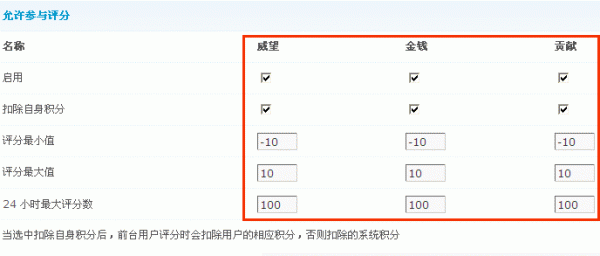 允许参与评分
名称 威望 金钱 贡献
启用
扣除自身积分
评分最小值 -10 -10 -10
评分最大值 10 10 10
24 小时最大评分数 100 100 100
当选中扣除自身积分后，前台用户评分时会扣除用户的相应积分，否则扣除的系统积分